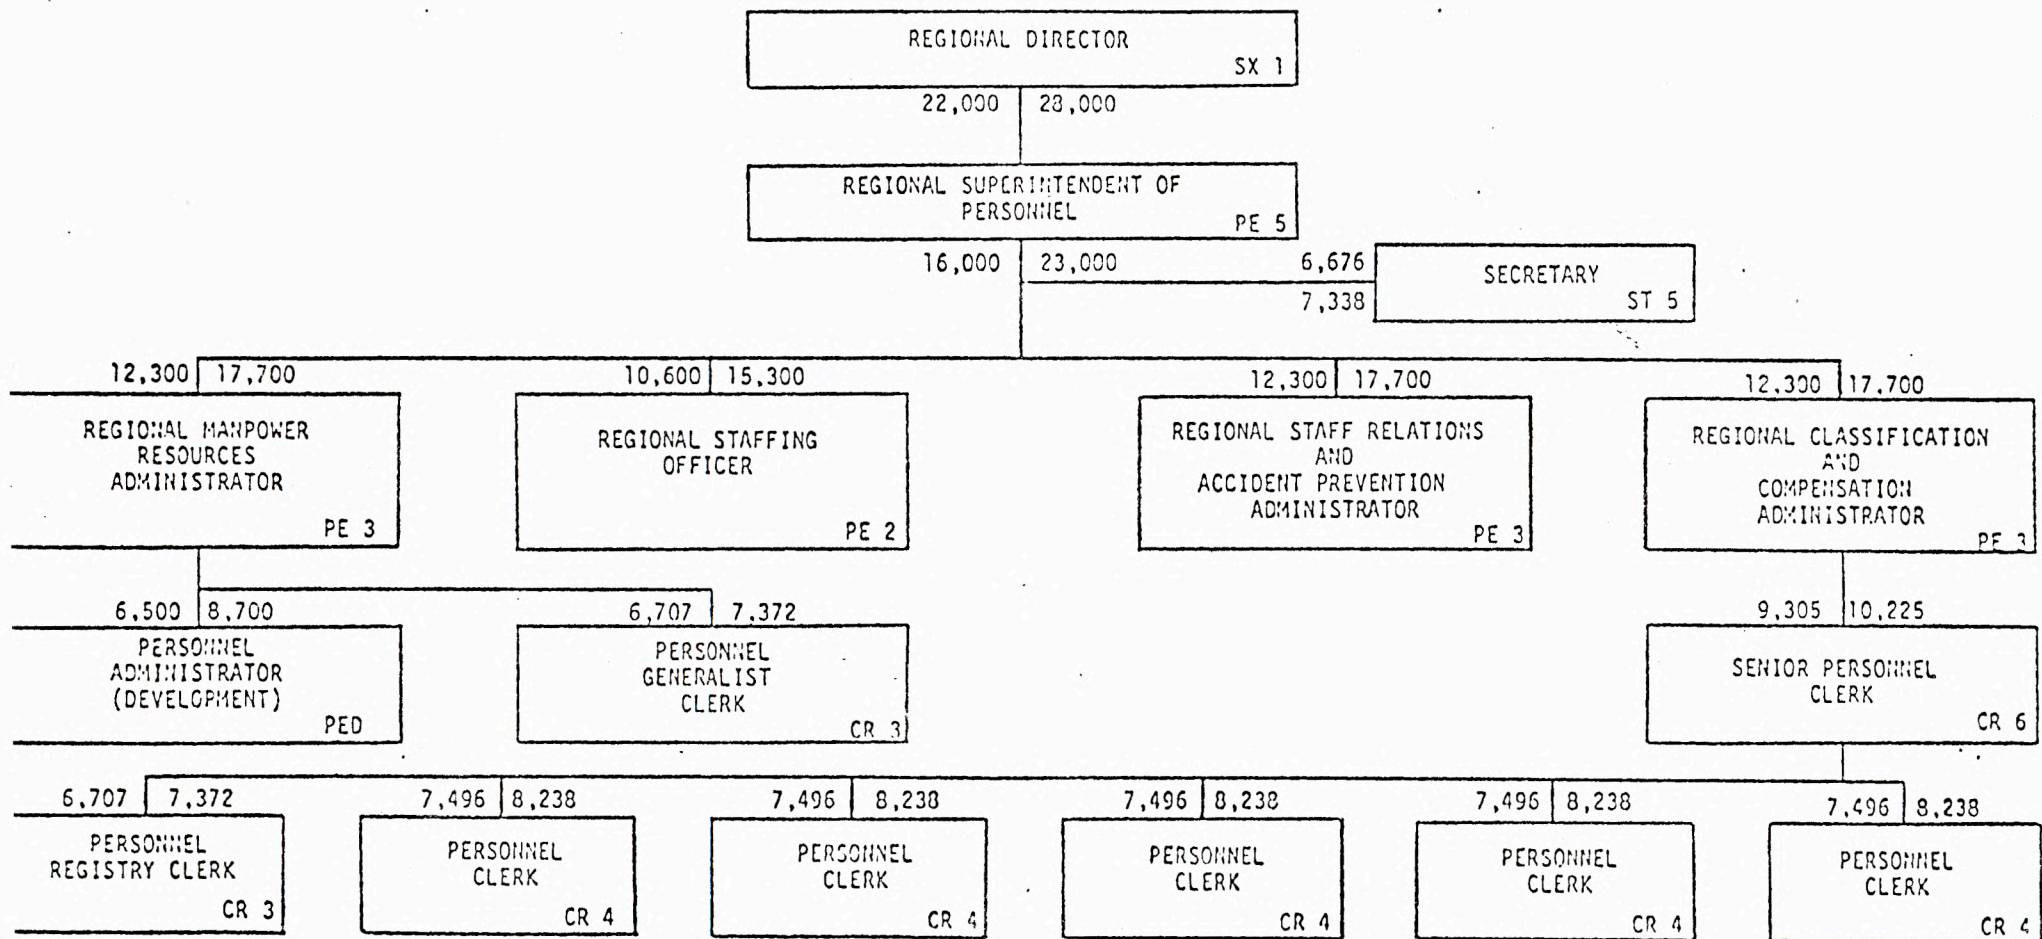 REGIONAL DIRECTOR
SX 1
22,000 28,000
REGIONAL SUPERINTENDENT OF
PERSONNEL
PE 5
16,000 23,000
6,676
7,338
SECRETARY
ST 5
12,300 17,700
REGIONAL MANPOWER
RESOURCES
ADMINISTRATOR
PE 3
10,600 15,300
REGIONAL STAFFING
OFFICER
PE 2
12,300 17,700
REGIONAL STAFF RELATIONS
AND
ACCIDENT PREVENTION
ADMINISTRATOR
PE 3
12,300 17,700
REGIONAL CLASSIFICATION
AND
COMPENSATION
ADMINISTRATOR
PE 3
6,500 8,700
PERSONNEL
ADMINISTRATOR
(DEVELOPMENT)
PED
6,707 7,372
PERSONNEL
GENERALIST
CLERK
CR 3
9,305 10,225
SENIOR PERSONNEL
CLERK
CR 6
6,707 7,372
PERSONNEL
REGISTRY CLERK
CR 3
7,496 8,238
PERSONNEL
CLERK
CR 4
7,496 8,238
PERSONNEL
CLERK
CR 4
7,496 8,238
PERSONNEL
CLERK
CR 4
7,496 8,238
PERSONNEL
CLERK
CR 4
7,496 8,238
PERSONNEL
CLERK
CR 4